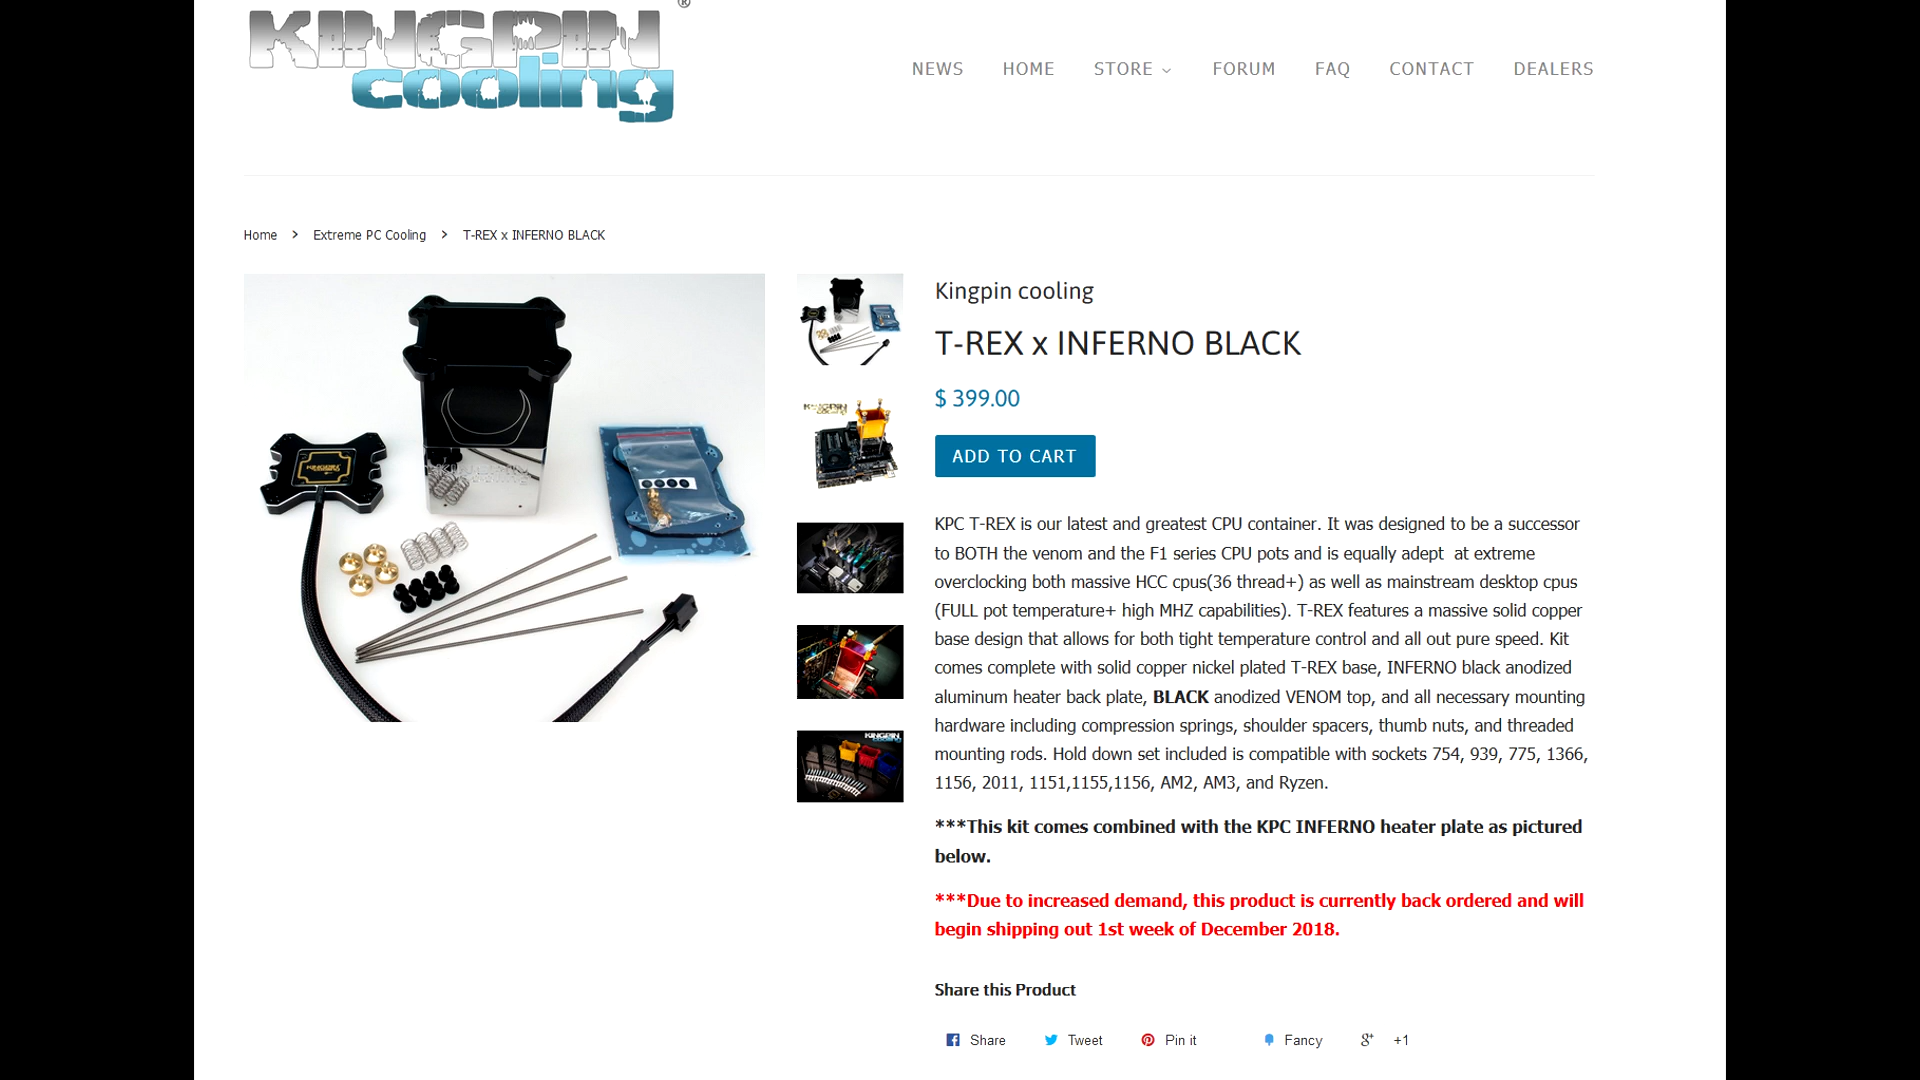 KINGPIN ®
cooling
NEWS HOME STORE FORUM FAQ CONTACT DEALERS
Home > Extreme PC Cooling > T-REX x INFERNO BLACK
Kingpin cooling
T-REX x INFERNO BLACK
$ 399.00
ADD TO CART
KPC T-REX is our latest and greatest CPU container. It was designed to be a successor
to BOTH the venom and the F1 series CPU pots and is equally adept  at extreme
overclocking both massive HCC cpus(36 thread+) as well as mainstream desktop cpus
(FULL pot temperature+ high MHZ capabilities). T-REX features a massive solid copper
base design that allows for both tight temperature control and all out pure speed. Kit
comes complete with solid copper nickel plated T-REX base, INFERNO black anodized
aluminum heater back plate, BLACK anodized VENOM top, and all necessary mounting
hardware including compression springs, shoulder spacers, thumb nuts, and threaded
mounting rods. Hold down set included is compatible with sockets 754, 939, 775, 1366,
1156, 2011, 1151,1155,1156, AM2, AM3, and Ryzen.
***This kit comes combined with the KPC INFERNO heater plate as pictured
below.
***Due to increased demand, this product is currently back ordered and will
begin shipping out 1st week of December 2018.
Share this Product
Share Tweet Pin it Fancy g+ +1
KINGPIN
cooling
KINGPIN
cooling